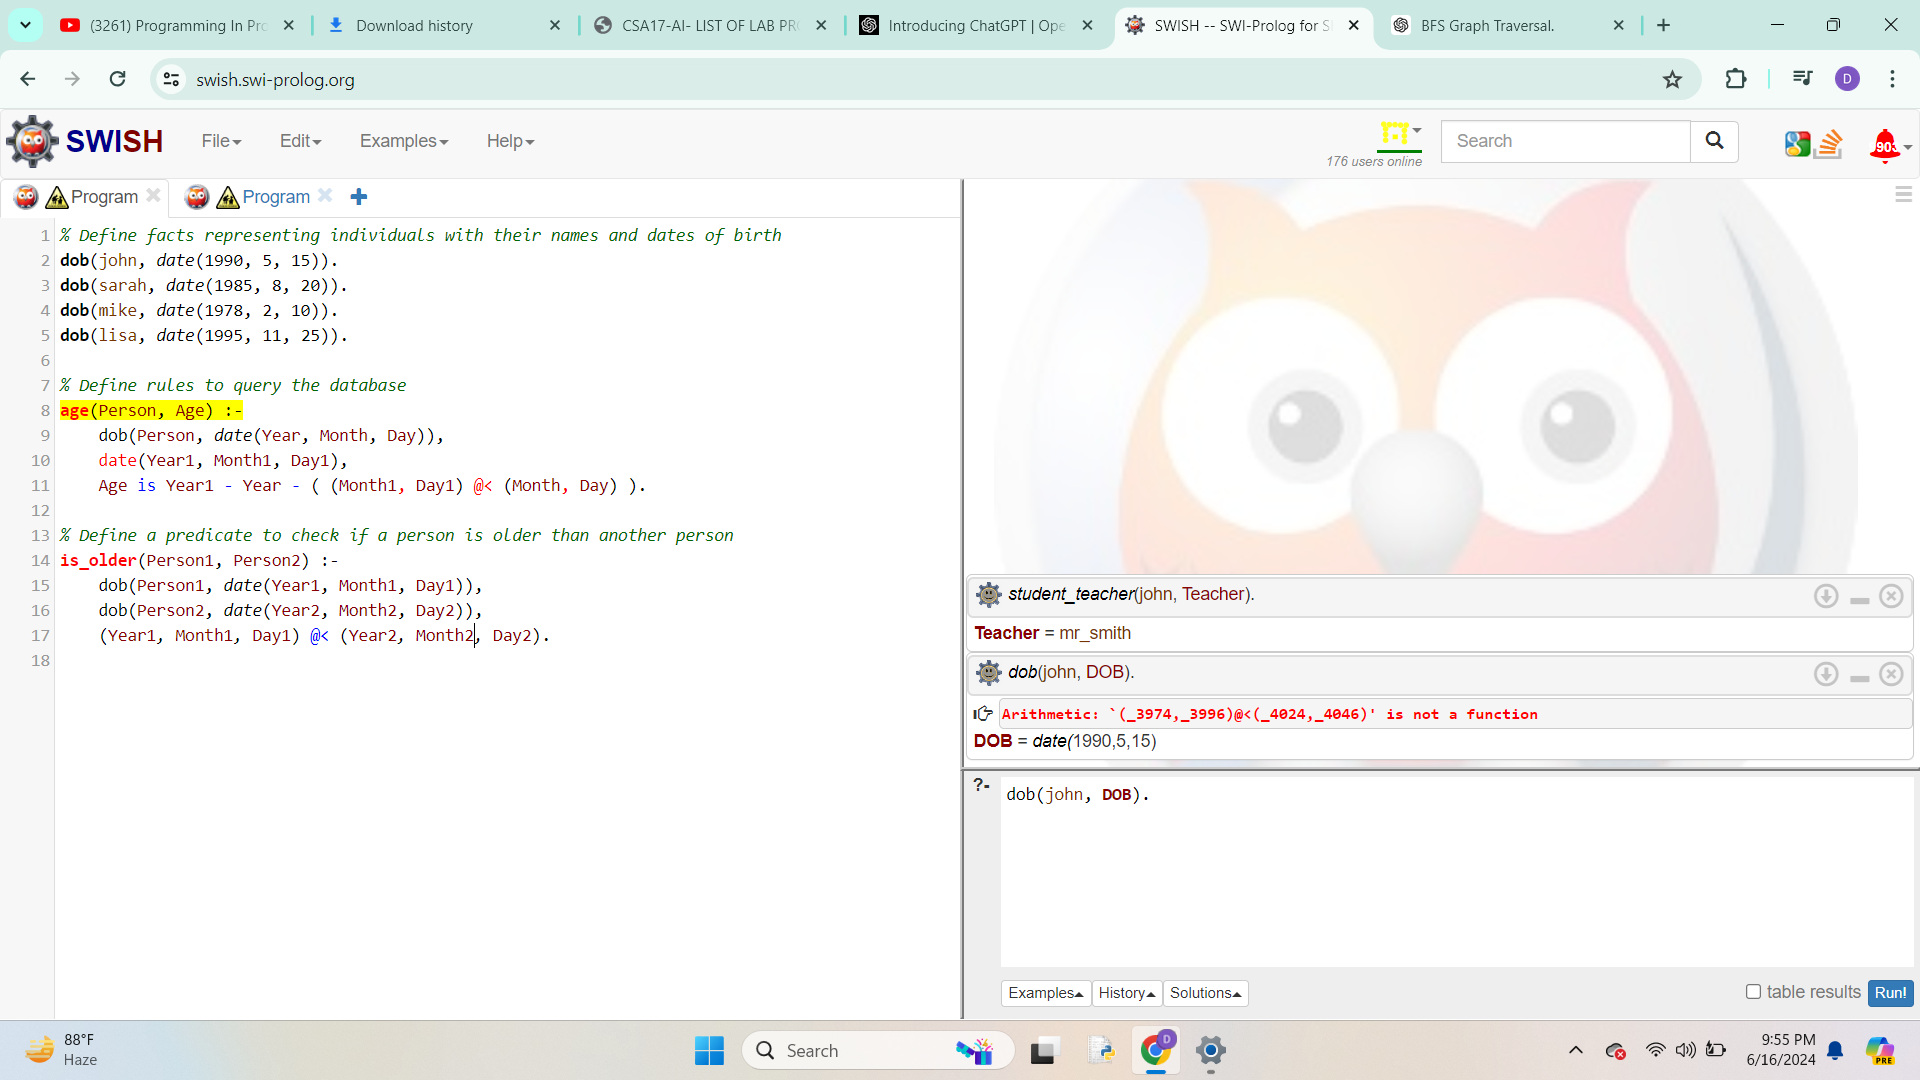 (3261) Programming In Pro
Download history
CSA17-AI- LIST OF LAB PRO
Introducing ChatGPT | Ope
SWISH -- SWI-Prolog for S
BFS Graph Traversal.
swish.swi-prolog.org
D
SWISH
File
Edit
Examples
Help
176 users online
Search
903
Program
Program
1 % Define facts representing individuals with their names and dates of birth
2 dob(john, date(1990, 5, 15)).
3 dob(sarah, date(1985, 8, 20)).
4 dob(mike, date(1978, 2, 10)).
5 dob(lisa, date(1995, 11, 25)).
6
7 % Define rules to query the database
8 age(Person, Age) :-
9 dob(Person, date(Year, Month, Day)),
10 date(Year1, Month1, Day1),
11 Age is Year1 - Year - ( (Month1, Day1) @< (Month, Day) ).
12
13 % Define a predicate to check if a person is older than another person
14 is_older(Person1, Person2) :-
15 dob(Person1, date(Year1, Month1, Day1)),
16 dob(Person2, date(Year2, Month2, Day2)),
17 (Year1, Month1, Day1) @< (Year2, Month2, Day2).
18
student_teacher(john, Teacher).
Teacher = mr_smith
dob(john, DOB).
Arithmetic: `(_3974,_3996)@<(_4024,_4046)' is not a function
DOB = date(1990,5,15)
?- dob(john, DOB).
Examples
History
Solutions
table results
Run!
88°F
Haze
Search
D
9:55 PM
6/16/2024
PRE